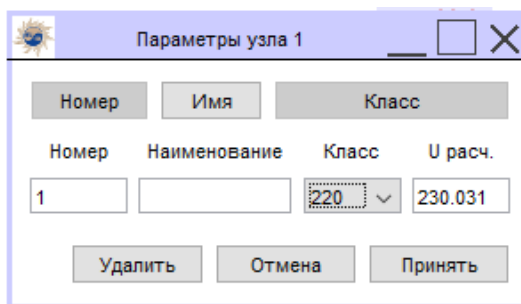 Параметры узла 1
Номер Имя Класс
Номер Наименование Класс U расч.
1 220 230.031
Удалить Отмена Принять